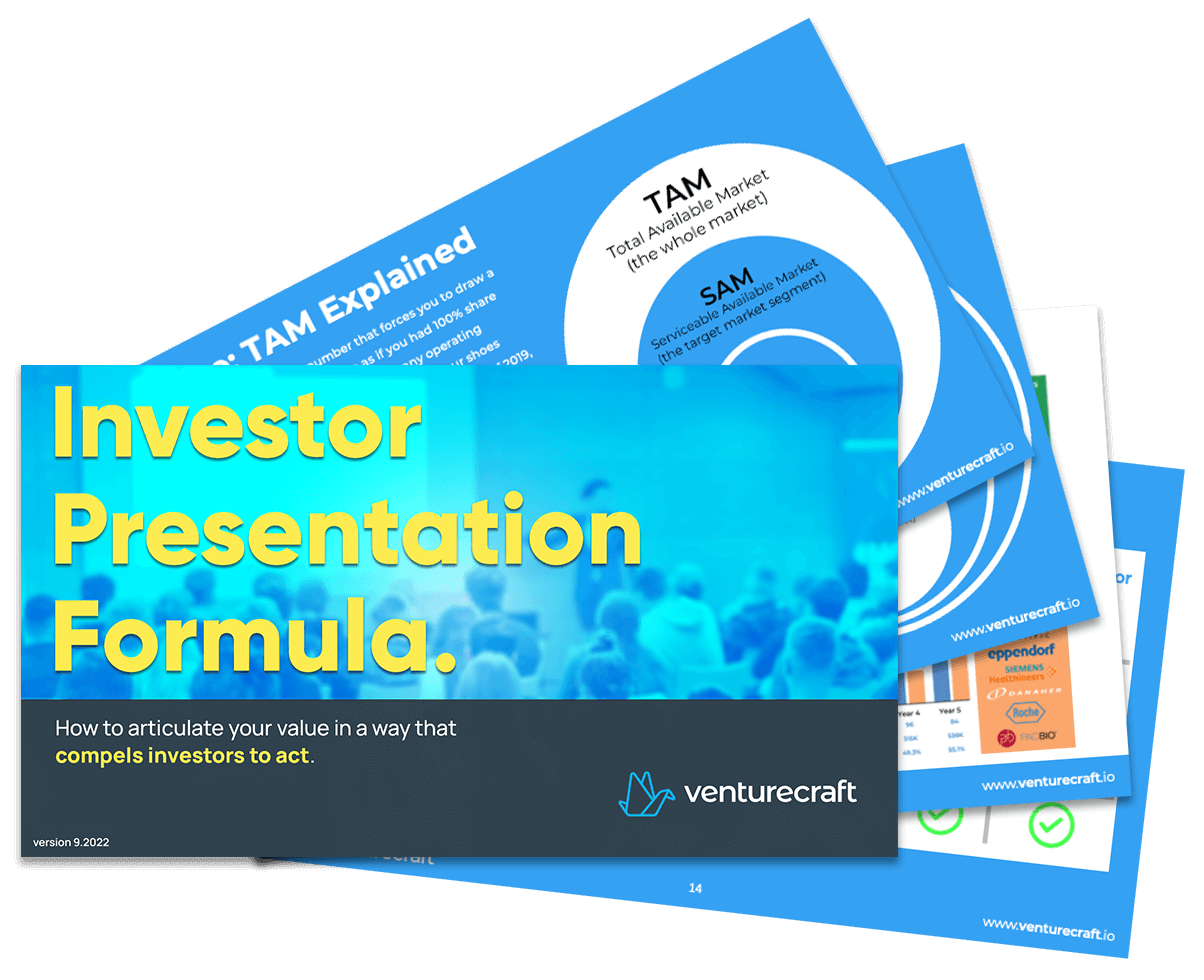 TAM Explained
number that forces you to draw a
as if you had 100% share
any operating
shoes
2019,
TAM
Total Available Market
(the whole market)
SAM
Serviceable Available Market
(the target market segment)
www.venturecraft.io
www.venturecraft.io
Investor
Presentation
Formula.
How to articulate your value in a way that
compels investors to act.
venturecraft
version 9.2022
eppendorf
SIEMENS
Healthineers
DANAHER
Roche
PACBIO
Year 4 Year 5
96 84
315K 538K
49.3% 55.1%
www.venturecraft.io
14
www.venturecraft.io